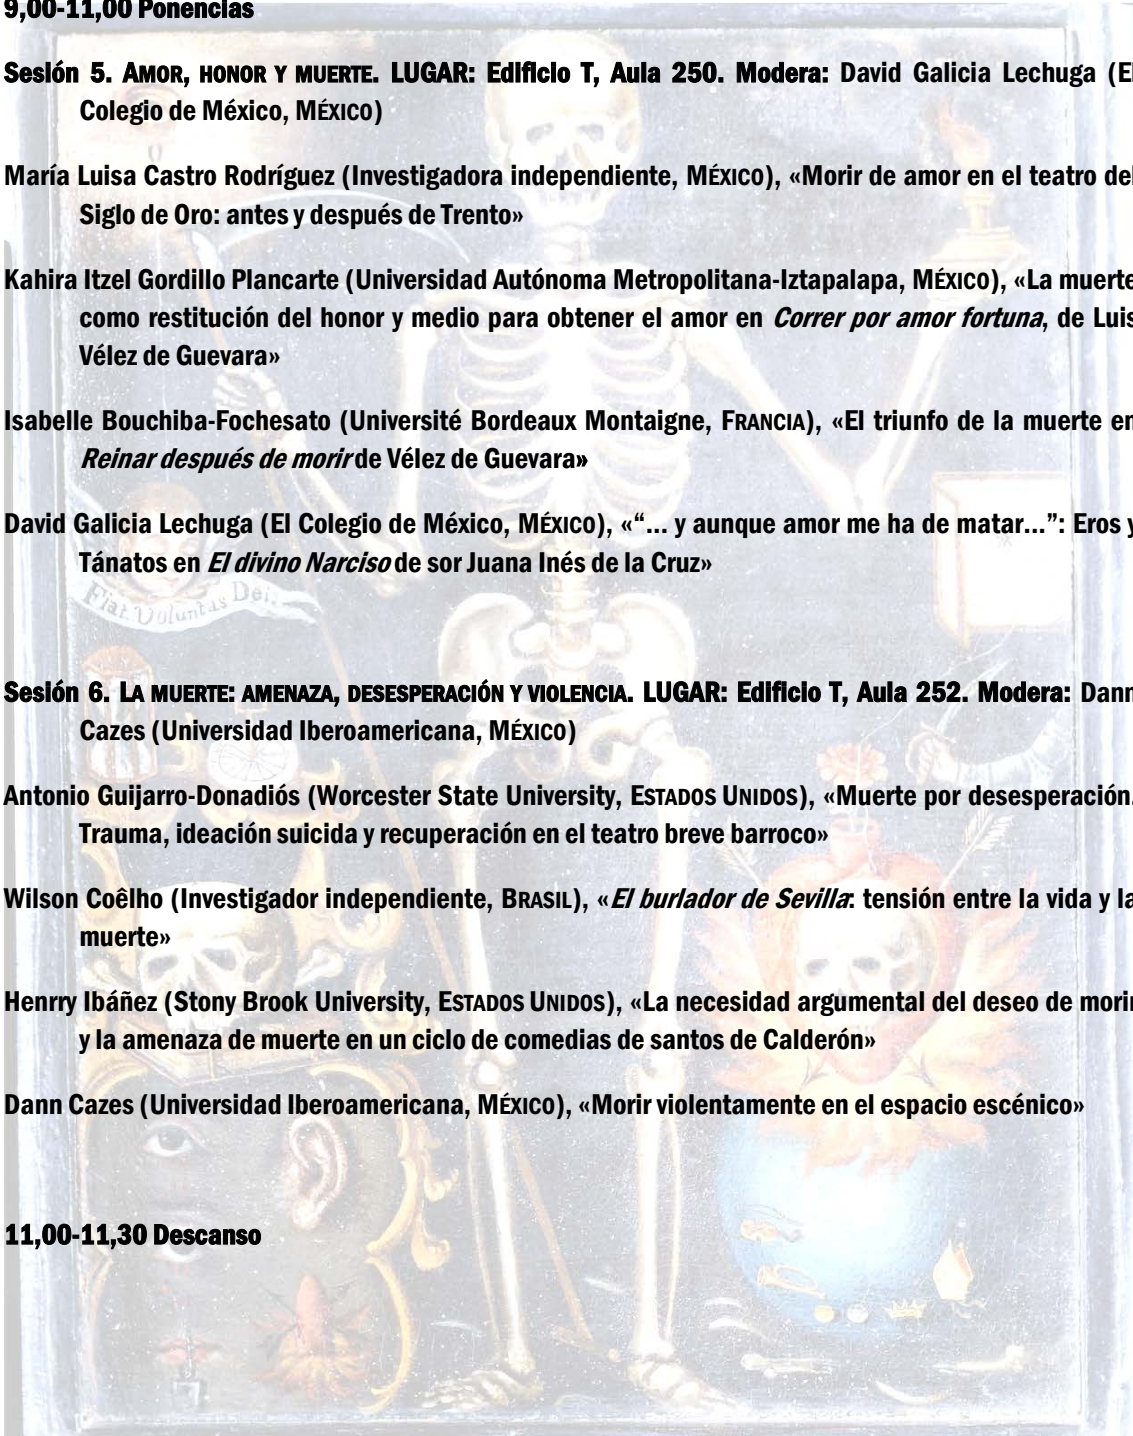 9,00-11,00 Ponencias
Sesión 5. AMOR, HONOR Y MUERTE. LUGAR: Edificio T, Aula 250. Modera: David Galicia Lechuga (El
Colegio de México, MÉXICO)
María Luisa Castro Rodríguez (Investigadora independiente, MÉXICO), «Morir de amor en el teatro del
Siglo de Oro: antes y después de Trento»
Kahira Itzel Gordillo Plancarte (Universidad Autónoma Metropolitana-Iztapalapa, MÉXICO), «La muerte
como restitución del honor y medio para obtener el amor en Correr por amor fortuna, de Luis
Vélez de Guevara»
Isabelle Bouchiba-Fochesato (Université Bordeaux Montaigne, FRANCIA), «El triunfo de la muerte en
Reinar después de morir de Vélez de Guevara»
David Galicia Lechuga (El Colegio de México, MÉXICO), «“... y aunque amor me ha de matar...”: Eros y
Tánatos en El divino Narciso de sor Juana Inés de la Cruz»
Fiat Voluntas Dei.
Sesión 6. LA MUERTE: AMENAZA, DESESPERACIÓN Y VIOLENCIA. LUGAR: Edificio T, Aula 252. Modera: Dann
Cazes (Universidad Iberoamericana, MÉXICO)
Antonio Guijarro-Donadiós (Worcester State University, ESTADOS UNIDOS), «Muerte por desesperación.
Trauma, ideación suicida y recuperación en el teatro breve barroco»
Wilson Coêlho (Investigador independiente, BRASIL), «El burlador de Sevilla: tensión entre la vida y la
muerte»
Henrry Ibáñez (Stony Brook University, ESTADOS UNIDOS), «La necesidad argumental del deseo de morir
y la amenaza de muerte en un ciclo de comedias de santos de Calderón»
Dann Cazes (Universidad Iberoamericana, MÉXICO), «Morir violentamente en el espacio escénico»
11,00-11,30 Descanso